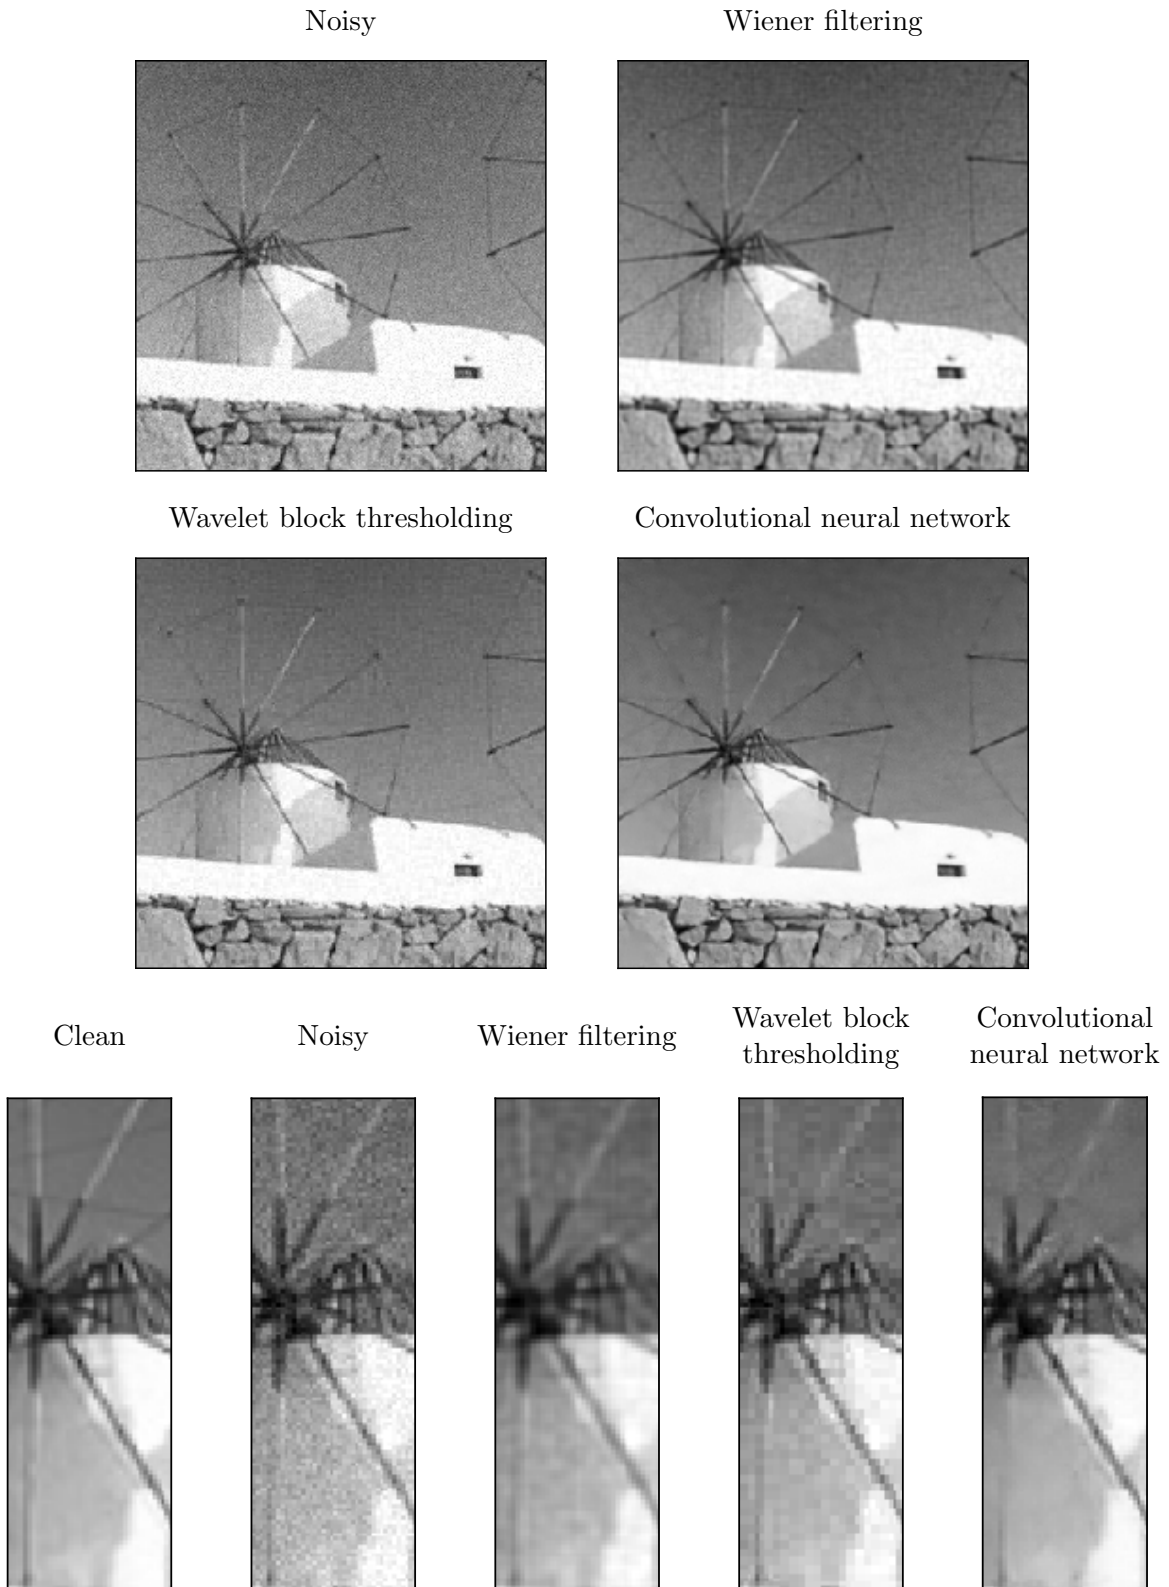 Noisy
Wiener filtering
Wavelet block thresholding
Convolutional neural network
Clean
Noisy
Wiener filtering
Wavelet block
thresholding
Convolutional
neural network